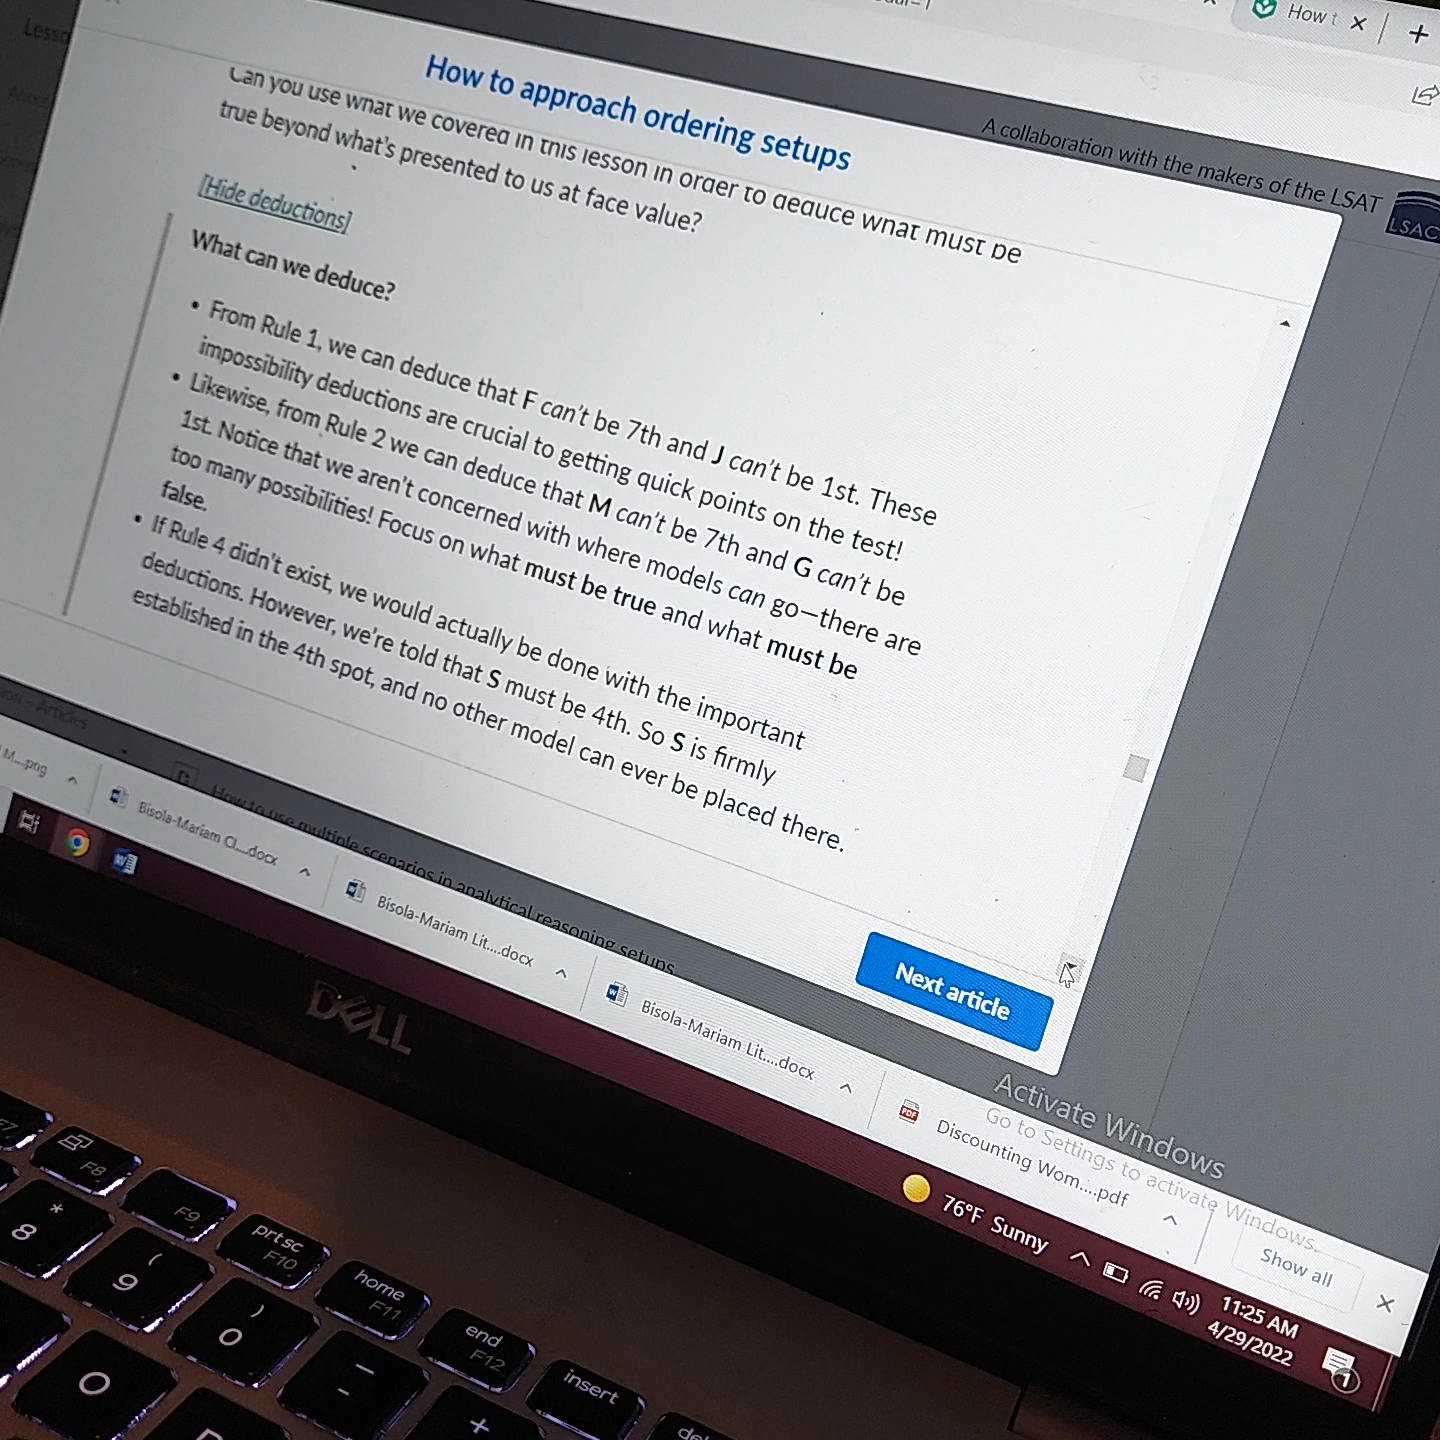 How t
A collaboration with the makers of the LSAT
LSAC
How to approach ordering setups
Can you use what we covered in this lesson in order to deduce what must be
true beyond what's presented to us at face value?
[Hide deductions]
What can we deduce?
• From Rule 1, we can deduce that F can't be 7th and J can't be 1st. These
impossibility deductions are crucial to getting quick points on the test!
• Likewise, from Rule 2 we can deduce that M can't be 7th and G can't be
1st. Notice that we aren't concerned with where models can go—there are
too many possibilities! Focus on what must be true and what must be
false.
• If Rule 4 didn't exist, we would actually be done with the important
deductions. However, we're told that S must be 4th. So S is firmly
established in the 4th spot, and no other model can ever be placed there.
Next article
Articles
How to use multiple scenarios in analytical reasoning setups
M....png
Bisola-Mariam Cl....docx
Bisola-Mariam Lit....docx
Bisola-Mariam Lit....docx
Discounting Wom....pdf
Show all
Activate Windows
Go to Settings to activate Windows.
76°F Sunny
11:25 AM
4/29/2022
1
DELL
F7
F8
F9
prt sc
F10
home
F11
end
F12
insert
*
8
(
9
)
0
_
-
+
O